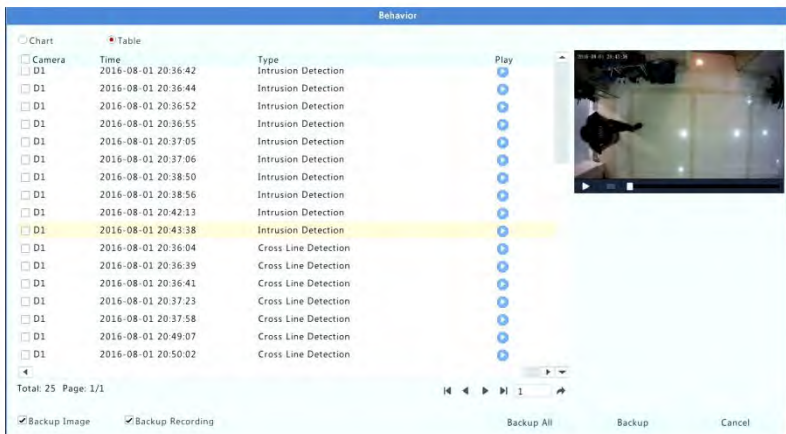 Behavior
Chart Table
Camera Time Type Play
D1 2016-08-01 20:36:42 Intrusion Detection
D1 2016-08-01 20:36:44 Intrusion Detection
D1 2016-08-01 20:36:52 Intrusion Detection
D1 2016-08-01 20:36:55 Intrusion Detection
D1 2016-08-01 20:37:05 Intrusion Detection
D1 2016-08-01 20:37:06 Intrusion Detection
D1 2016-08-01 20:38:50 Intrusion Detection
D1 2016-08-01 20:38:56 Intrusion Detection
D1 2016-08-01 20:42:13 Intrusion Detection
D1 2016-08-01 20:43:38 Intrusion Detection
D1 2016-08-01 20:36:04 Cross Line Detection
D1 2016-08-01 20:36:39 Cross Line Detection
D1 2016-08-01 20:36:41 Cross Line Detection
D1 2016-08-01 20:37:23 Cross Line Detection
D1 2016-08-01 20:37:58 Cross Line Detection
D1 2016-08-01 20:49:07 Cross Line Detection
D1 2016-08-01 20:50:02 Cross Line Detection
Total: 25 Page: 1/1 1
Backup Image Backup Recording Backup All Backup Cancel